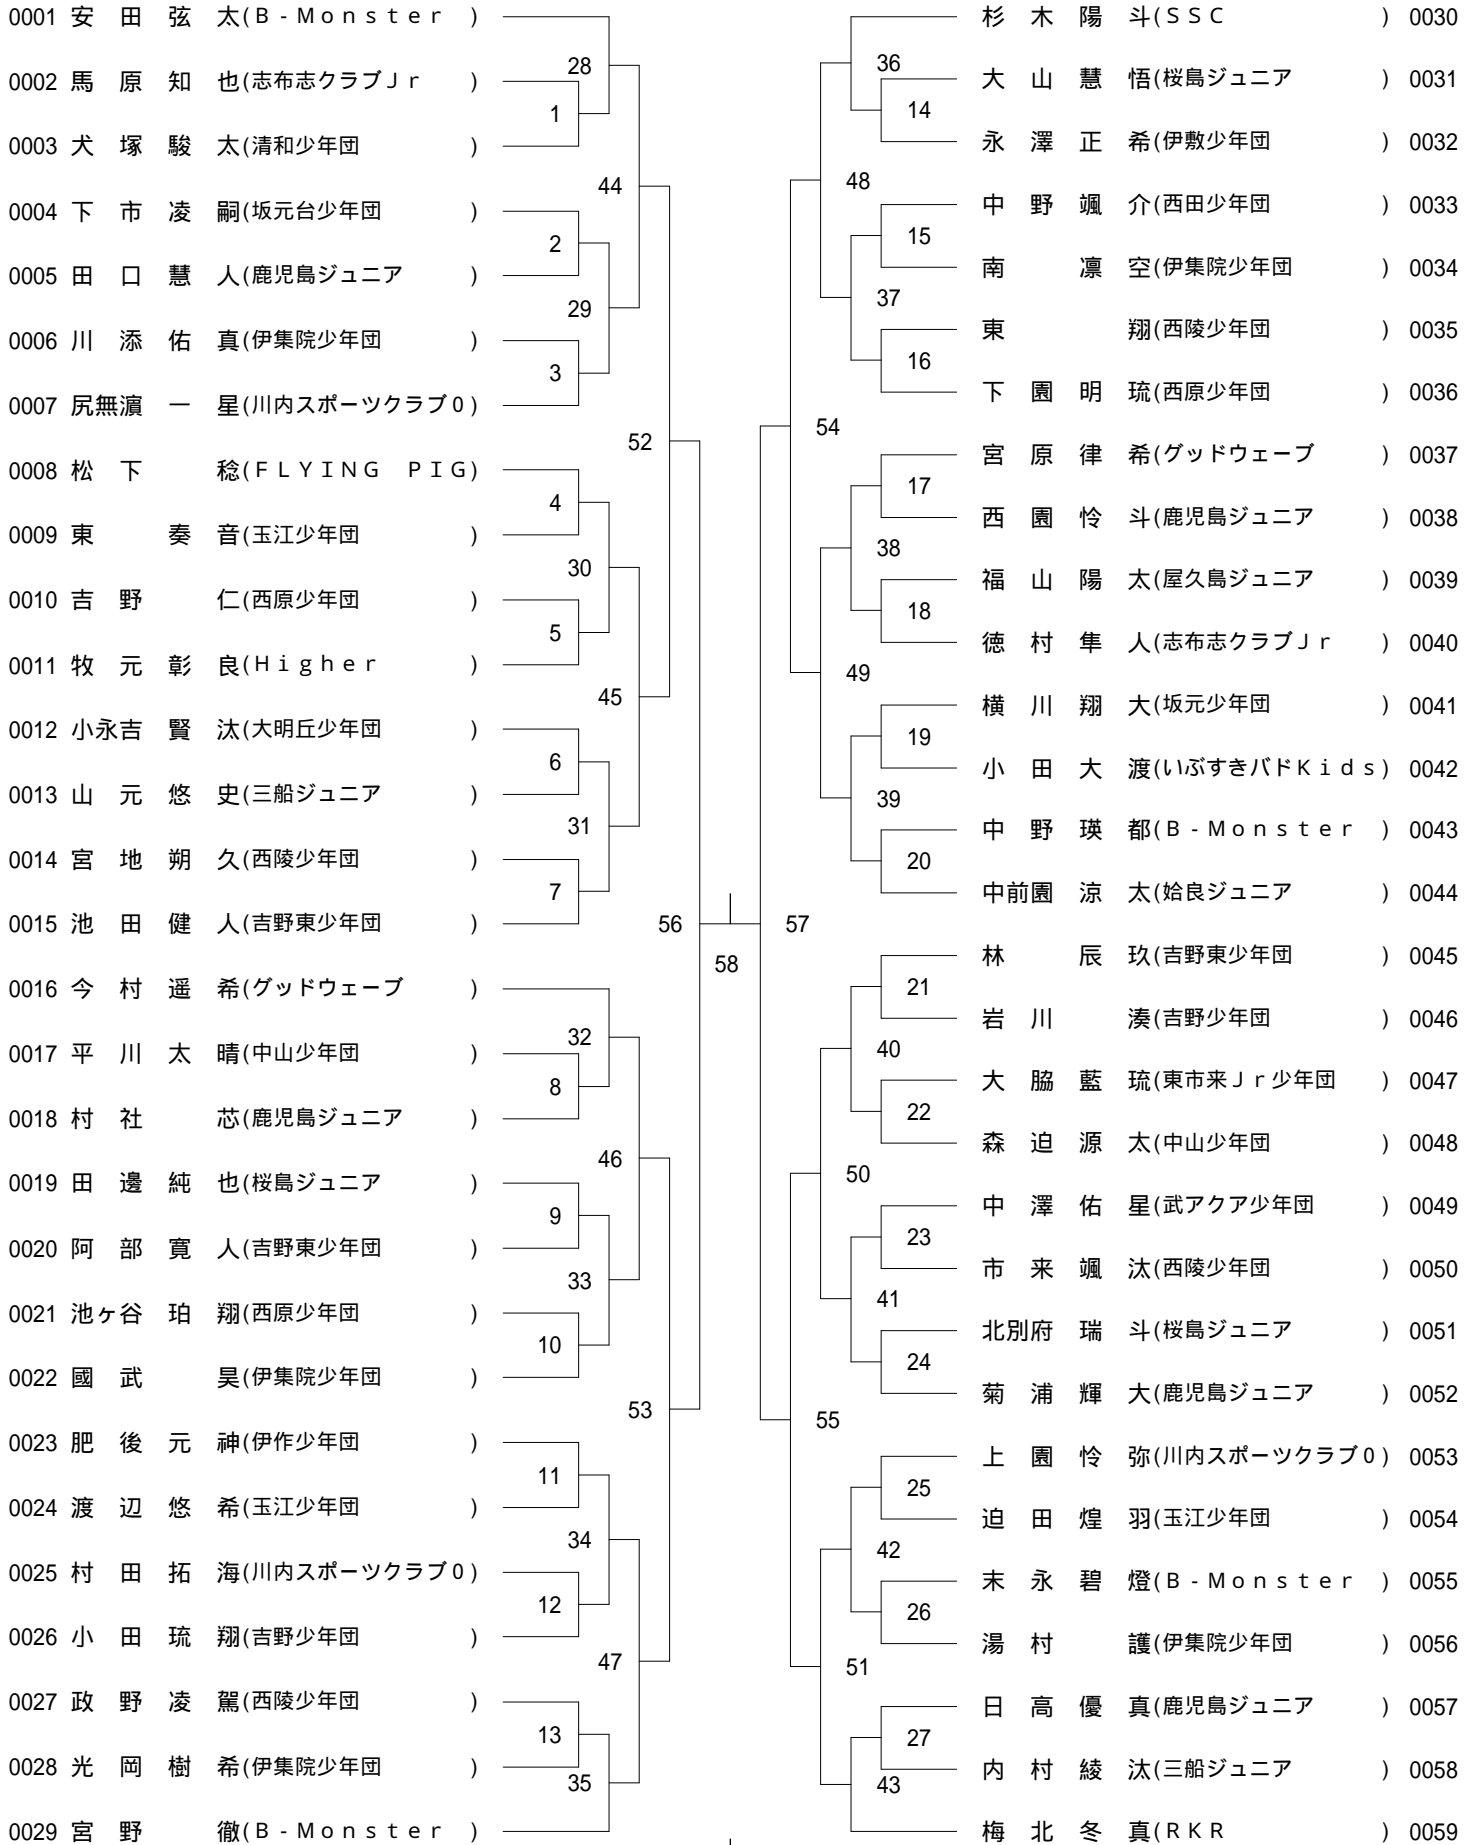 0001 安 田 弦 太(Ｂ-Ｍｏｎｓｔｅｒ )
0002 馬 原 知 也(志布志クラブＪｒ )
0003 犬 塚 駿 太(清和少年団 )
0004 下 市 凌 嗣(坂元台少年団 )
0005 田 口 慧 人(鹿児島ジュニア )
0006 川 添 佑 真(伊集院少年団 )
0007 尻無濵 一 星(川内スポーツクラブ０)
0008 松 下 稔(ＦＬＹＩＮＧ ＰＩＧ)
0009 東 奏 音(玉江少年団 )
0010 吉 野 仁(西原少年団 )
0011 牧 元 彰 良(Ｈｉｇｈｅｒ )
0012 小永吉 賢 汰(大明丘少年団 )
0013 山 元 悠 史(三船ジュニア )
0014 宮 地 朔 久(西陵少年団 )
0015 池 田 健 人(吉野東少年団 )
0016 今 村 遥 希(グッドウェーブ )
0017 平 川 太 晴(中山少年団 )
0018 村 社 芯(鹿児島ジュニア )
0019 田 邊 純 也(桜島ジュニア )
0020 阿 部 寛 人(吉野東少年団 )
0021 池ヶ谷 珀 翔(西原少年団 )
0022 國 武 昊(伊集院少年団 )
0023 肥 後 元 神(伊作少年団 )
0024 渡 辺 悠 希(玉江少年団 )
0025 村 田 拓 海(川内スポーツクラブ０)
0026 小 田 琉 翔(吉野少年団 )
0027 政 野 凌 駕(西陵少年団 )
0028 光 岡 樹 希(伊集院少年団 )
0029 宮 野 徹(Ｂ-Ｍｏｎｓｔｅｒ )
1
2
3
4
5
6
7
8
9
10
11
12
13
28
29
30
31
32
33
34
35
44
45
46
47
52
53
56
58
57
54
55
48
49
50
51
36
37
38
39
40
41
42
43
14
15
16
17
18
19
20
21
22
23
24
25
26
27
杉 木 陽 斗(ＳＳＣ ) 0030
大 山 慧 悟(桜島ジュニア ) 0031
永 澤 正 希(伊敷少年団 ) 0032
中 野 颯 介(西田少年団 ) 0033
南 凛 空(伊集院少年団 ) 0034
東 翔(西陵少年団 ) 0035
下 園 明 琉(西原少年団 ) 0036
宮 原 律 希(グッドウェーブ ) 0037
西 園 怜 斗(鹿児島ジュニア ) 0038
福 山 陽 太(屋久島ジュニア ) 0039
徳 村 隼 人(志布志クラブＪｒ ) 0040
横 川 翔 大(坂元少年団 ) 0041
小 田 大 渡(いぶすきバドＫｉｄｓ) 0042
中 野 瑛 都(Ｂ-Ｍｏｎｓｔｅｒ ) 0043
中前園 涼 太(姶良ジュニア ) 0044
林 辰 玖(吉野東少年団 ) 0045
岩 川 湊(吉野少年団 ) 0046
大 脇 藍 琉(東市来Ｊｒ少年団 ) 0047
森 迫 源 太(中山少年団 ) 0048
中 澤 佑 星(武アクア少年団 ) 0049
市 来 颯 汰(西陵少年団 ) 0050
北別府 瑞 斗(桜島ジュニア ) 0051
菊 浦 輝 大(鹿児島ジュニア ) 0052
上 園 怜 弥(川内スポーツクラブ０) 0053
迫 田 煌 羽(玉江少年団 ) 0054
末 永 碧 燈(Ｂ-Ｍｏｎｓｔｅｒ ) 0055
湯 村 護(伊集院少年団 ) 0056
日 高 優 真(鹿児島ジュニア ) 0057
内 村 綾 汰(三船ジュニア ) 0058
梅 北 冬 真(ＲＫＲ ) 0059